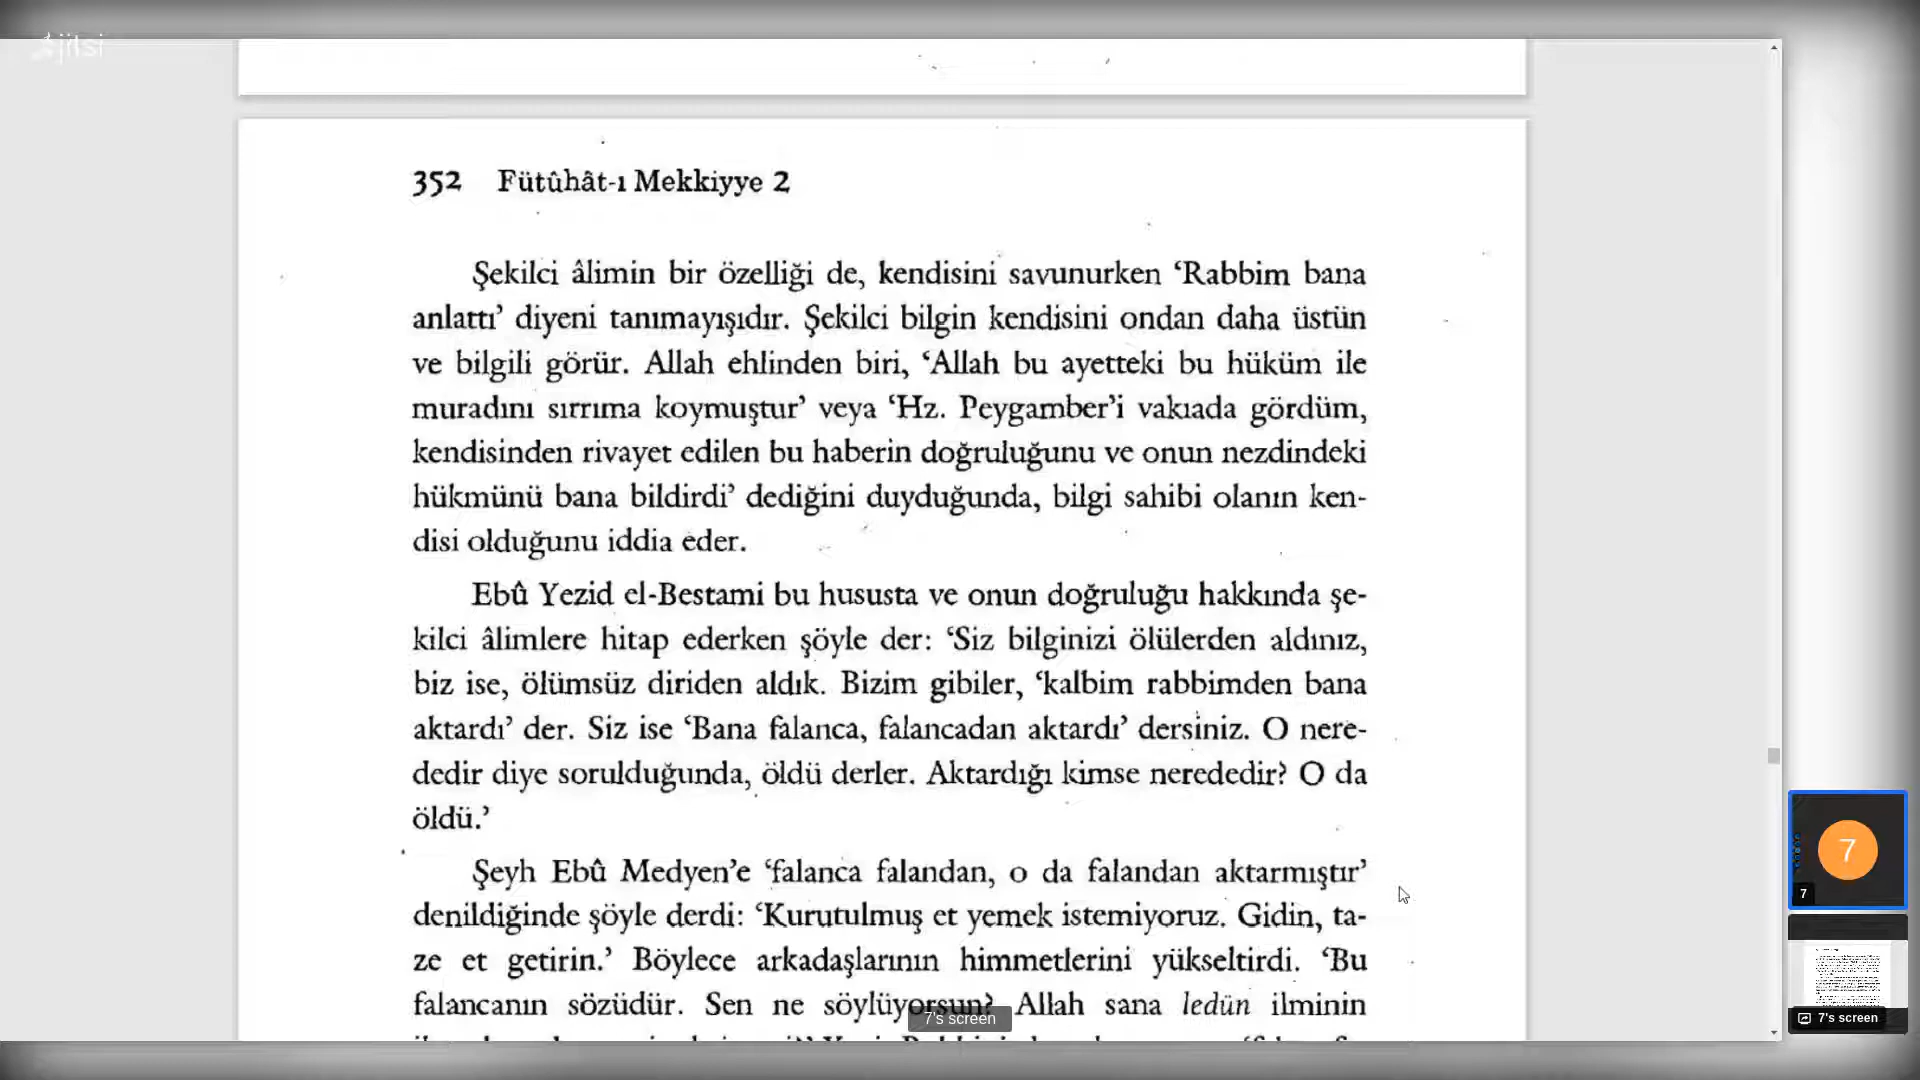 jitsi
352 Fütûhât-ı Mekkiyye 2
Şekilci âlimin bir özelliği de, kendisini savunurken ‘Rabbim bana
anlattı’ diyeni tanımayışıdır. Şekilci bilgin kendisini ondan daha üstün
ve bilgili görür. Allah ehlinden biri, ‘Allah bu ayetteki bu hüküm ile
muradını sırrıma koymuştur’ veya ‘Hz. Peygamber’i vakıada gördüm,
kendisinden rivayet edilen bu haberin doğruluğunu ve onun nezdindeki
hükmünü bana bildirdi’ dediğini duyduğunda, bilgi sahibi olanın ken-
disi olduğunu iddia eder.
Ebû Yezid el-Bestami bu hususta ve onun doğruluğu hakkında şe-
kilci âlimlere hitap ederken şöyle der: ‘Siz bilginizi ölülerden aldınız,
biz ise, ölümsüz diriden aldık. Bizim gibiler, ‘kalbim rabbimden bana
aktardı’ der. Siz ise ‘Bana falanca, falancadan aktardı’ dersiniz. O nere-
dedir diye sorulduğunda, öldü derler. Aktardığı kimse nerededir? O da
öldü.’
Şeyh Ebû Medyen’e ‘falanca falandan, o da falandan aktarmıştır’
denildiğinde şöyle derdi: ‘Kurutulmuş et yemek istemiyoruz. Gidin, ta-
ze et getirin.’ Böylece arkadaşlarının himmetlerini yükseltirdi. ‘Bu
falancanın sözüdür. Sen ne söylüyorsun? Allah sana ledün ilminin
7's screen
7
7
7's screen